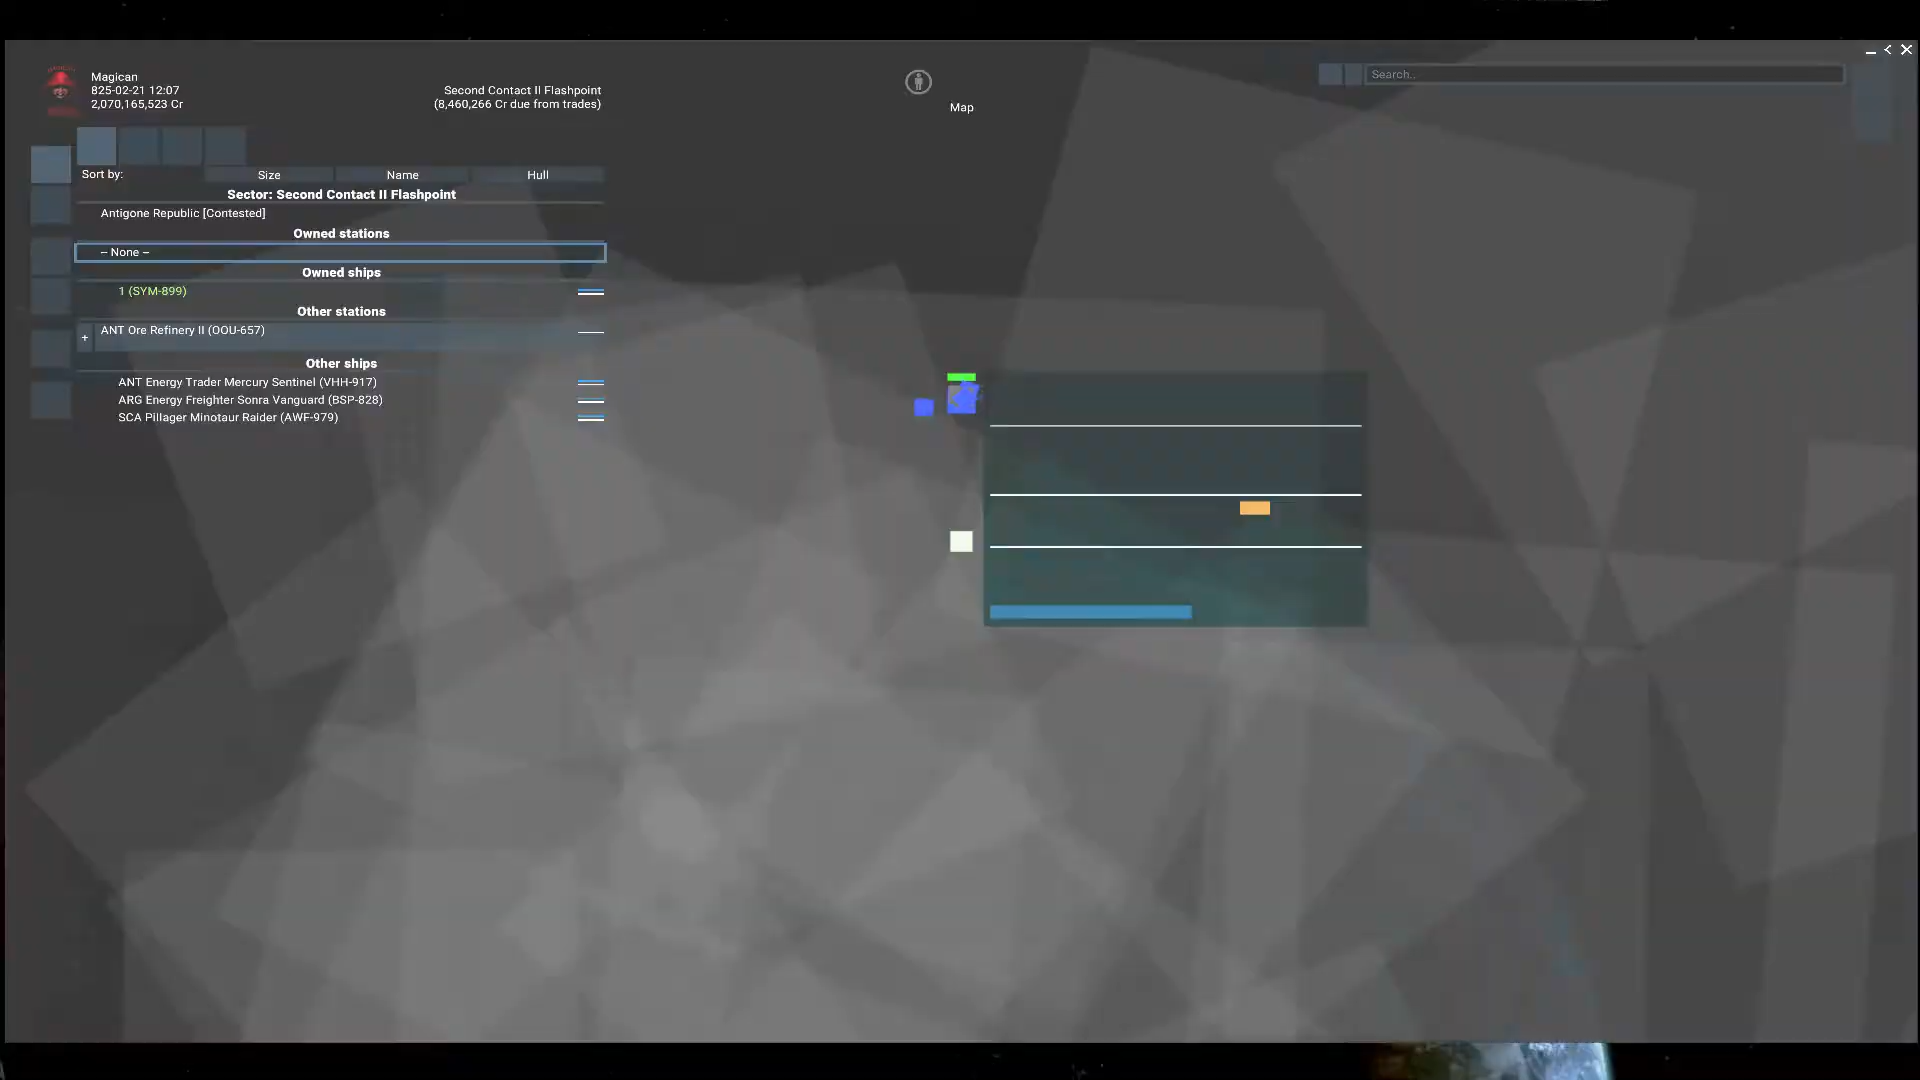 Magican
825-02-21 12:07
2,070,165,523 Cr
Second Contact II Flashpoint
(8,460,266 Cr due from trades)
Map
Search..
Sort by:
Size
Name
Hull
Sector: Second Contact II Flashpoint
Antigone Republic [Contested]
Owned stations
– None –
Owned ships
1 (SYM-899)
Other stations
+
ANT Ore Refinery II (OOU-657)
Other ships
ANT Energy Trader Mercury Sentinel (VHH-917)
ARG Energy Freighter Sonra Vanguard (BSP-828)
SCA Pillager Minotaur Raider (AWF-979)